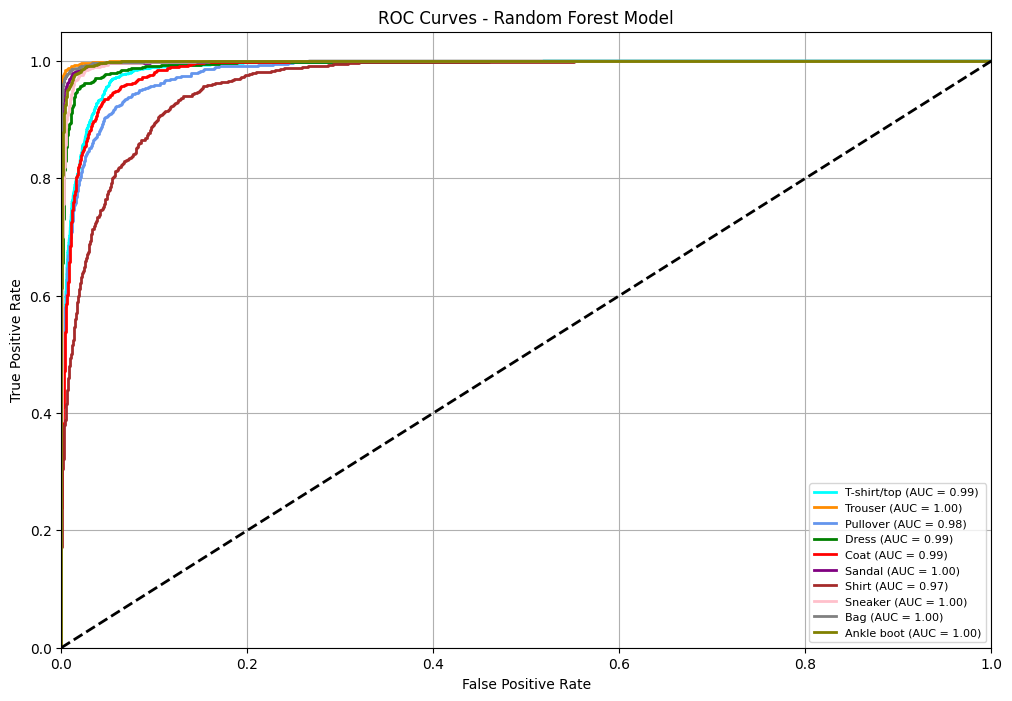 ROC Curves - Random Forest Model
True Positive Rate
1.0
0.8
0.6
0.4
0.2
0.0
0.0 0.2 0.4 0.6 0.8 1.0
False Positive Rate
T-shirt/top (AUC = 0.99)
Trouser (AUC = 1.00)
Pullover (AUC = 0.98)
Dress (AUC = 0.99)
Coat (AUC = 0.99)
Sandal (AUC = 1.00)
Shirt (AUC = 0.97)
Sneaker (AUC = 1.00)
Bag (AUC = 1.00)
Ankle boot (AUC = 1.00)